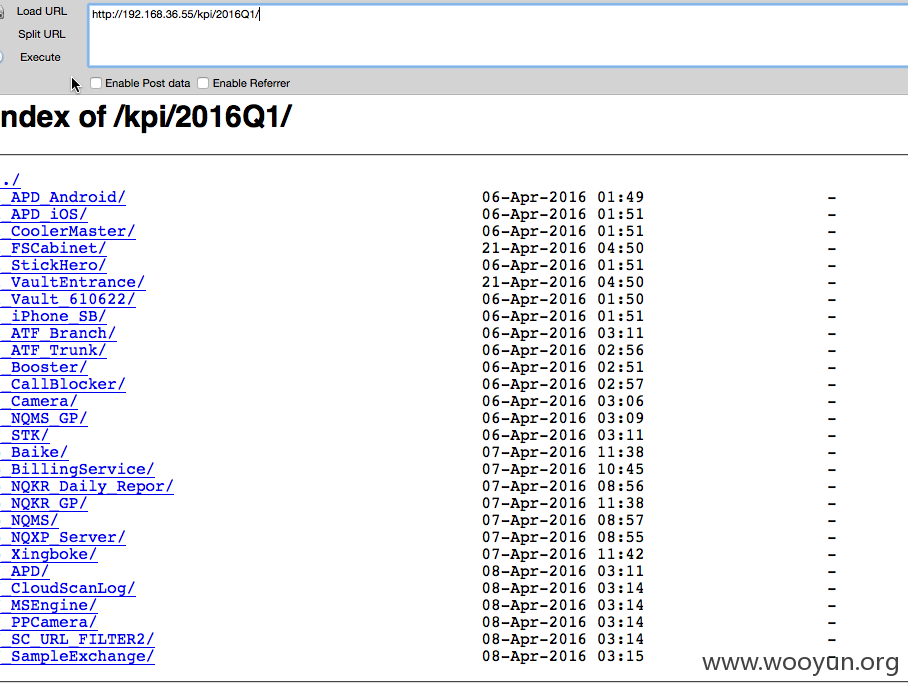 Load URL
http://192.168.36.55/kpi/2016Q1/
Split URL
Execute
Enable Post data Enable Referrer
ndex of /kpi/2016Q1/
../
_APD_Android/ 06-Apr-2016 01:49 -
_APD_iOS/ 06-Apr-2016 01:51 -
_CoolerMaster/ 06-Apr-2016 01:51 -
_FSCabinet/ 21-Apr-2016 04:50 -
_StickHero/ 06-Apr-2016 01:51 -
_VaultEntrance/ 21-Apr-2016 04:50 -
_Vault_610622/ 06-Apr-2016 01:50 -
_iPhone_SB/ 06-Apr-2016 01:51 -
_ATF_Branch/ 06-Apr-2016 03:11 -
_ATF_Trunk/ 06-Apr-2016 02:56 -
_Booster/ 06-Apr-2016 02:51 -
_CallBlocker/ 06-Apr-2016 02:57 -
_Camera/ 06-Apr-2016 03:06 -
_NQMS_GP/ 06-Apr-2016 03:09 -
_STK/ 06-Apr-2016 03:11 -
_Baike/ 07-Apr-2016 11:38 -
_BillingService/ 07-Apr-2016 10:45 -
_NQKR_Daily_Repor/ 07-Apr-2016 08:56 -
_NQKR_GP/ 07-Apr-2016 11:38 -
_NQMS/ 07-Apr-2016 08:57 -
_NQXP_Server/ 07-Apr-2016 08:55 -
_Xingboke/ 07-Apr-2016 11:42 -
_APD/ 08-Apr-2016 03:11 -
_CloudScanLog/ 08-Apr-2016 03:14 -
_MSEngine/ 08-Apr-2016 03:14 -
_PPCamera/ 08-Apr-2016 03:14 -
_SC_URL_FILTER2/ 08-Apr-2016 03:14 -
_SampleExchange/ 08-Apr-2016 03:15 -
www.wooyun.org